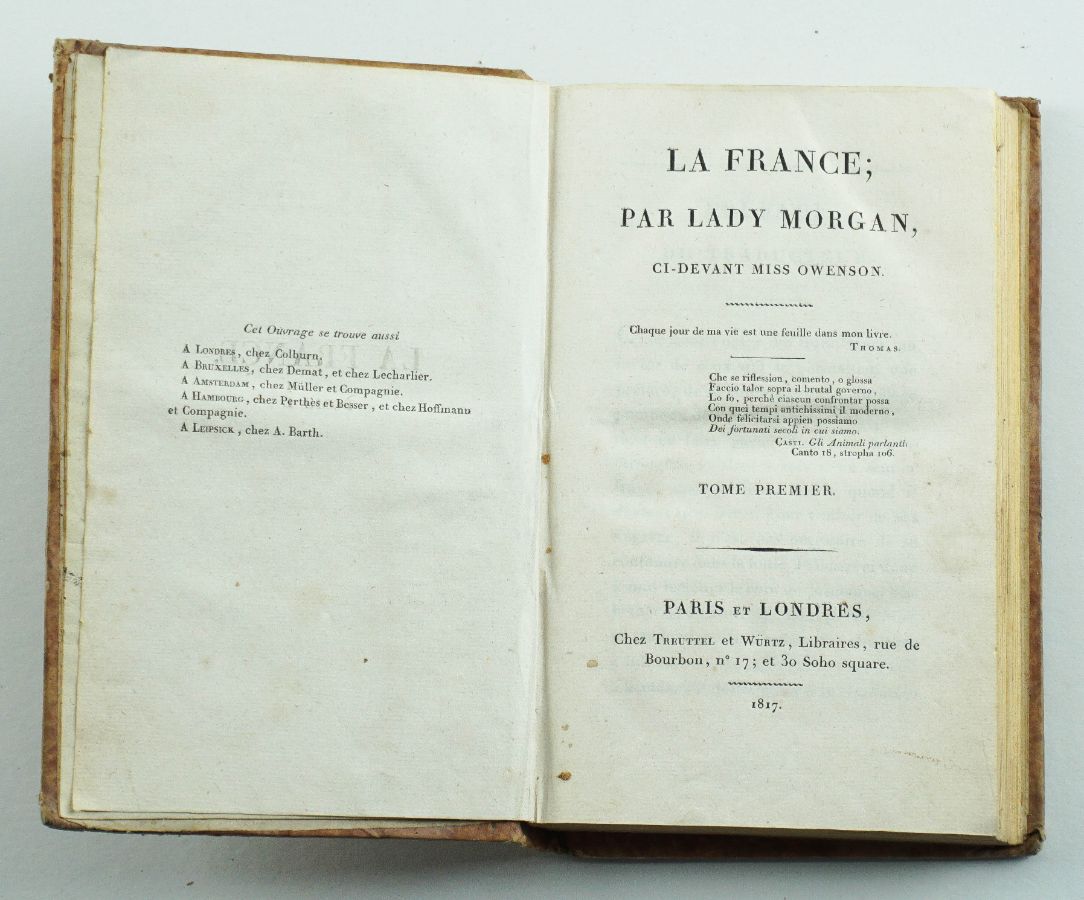 Cet Ouvrage se trouve aussi
A Londres, chez Colburn.
A Bruxelles, chez Demat, et chez Lecharlier.
A Amsterdam, chez Müller et Compagnie.
A Hambourg, chez Perthès et Besser, et chez Hoffmann
et Compagnie.
A Leipsick, chez A. Barth.
LA FRANCE;
PAR LADY MORGAN,
CI-DEVANT MISS OWENSON.
Chaque jour de ma vie est une feuille dans mon livre.
Thomas.
Che se riflession, comento, o glossa
Faccio talor sopra il brutal governo,
Lo fo, perchè ciascun confrontar possa
Con quei tempi antichissimi il moderno,
Onde felicitarsi appien possiamo
Dei fortunati secoli in cui siamo.
Casti. Gli Animali parlanti.
Canto 18, stropha 106.
TOME PREMIER.
PARIS ET LONDRES,
Chez Treuttel et Würtz, Libraires, rue de
Bourbon, n° 17; et 30 Soho square.
1817.